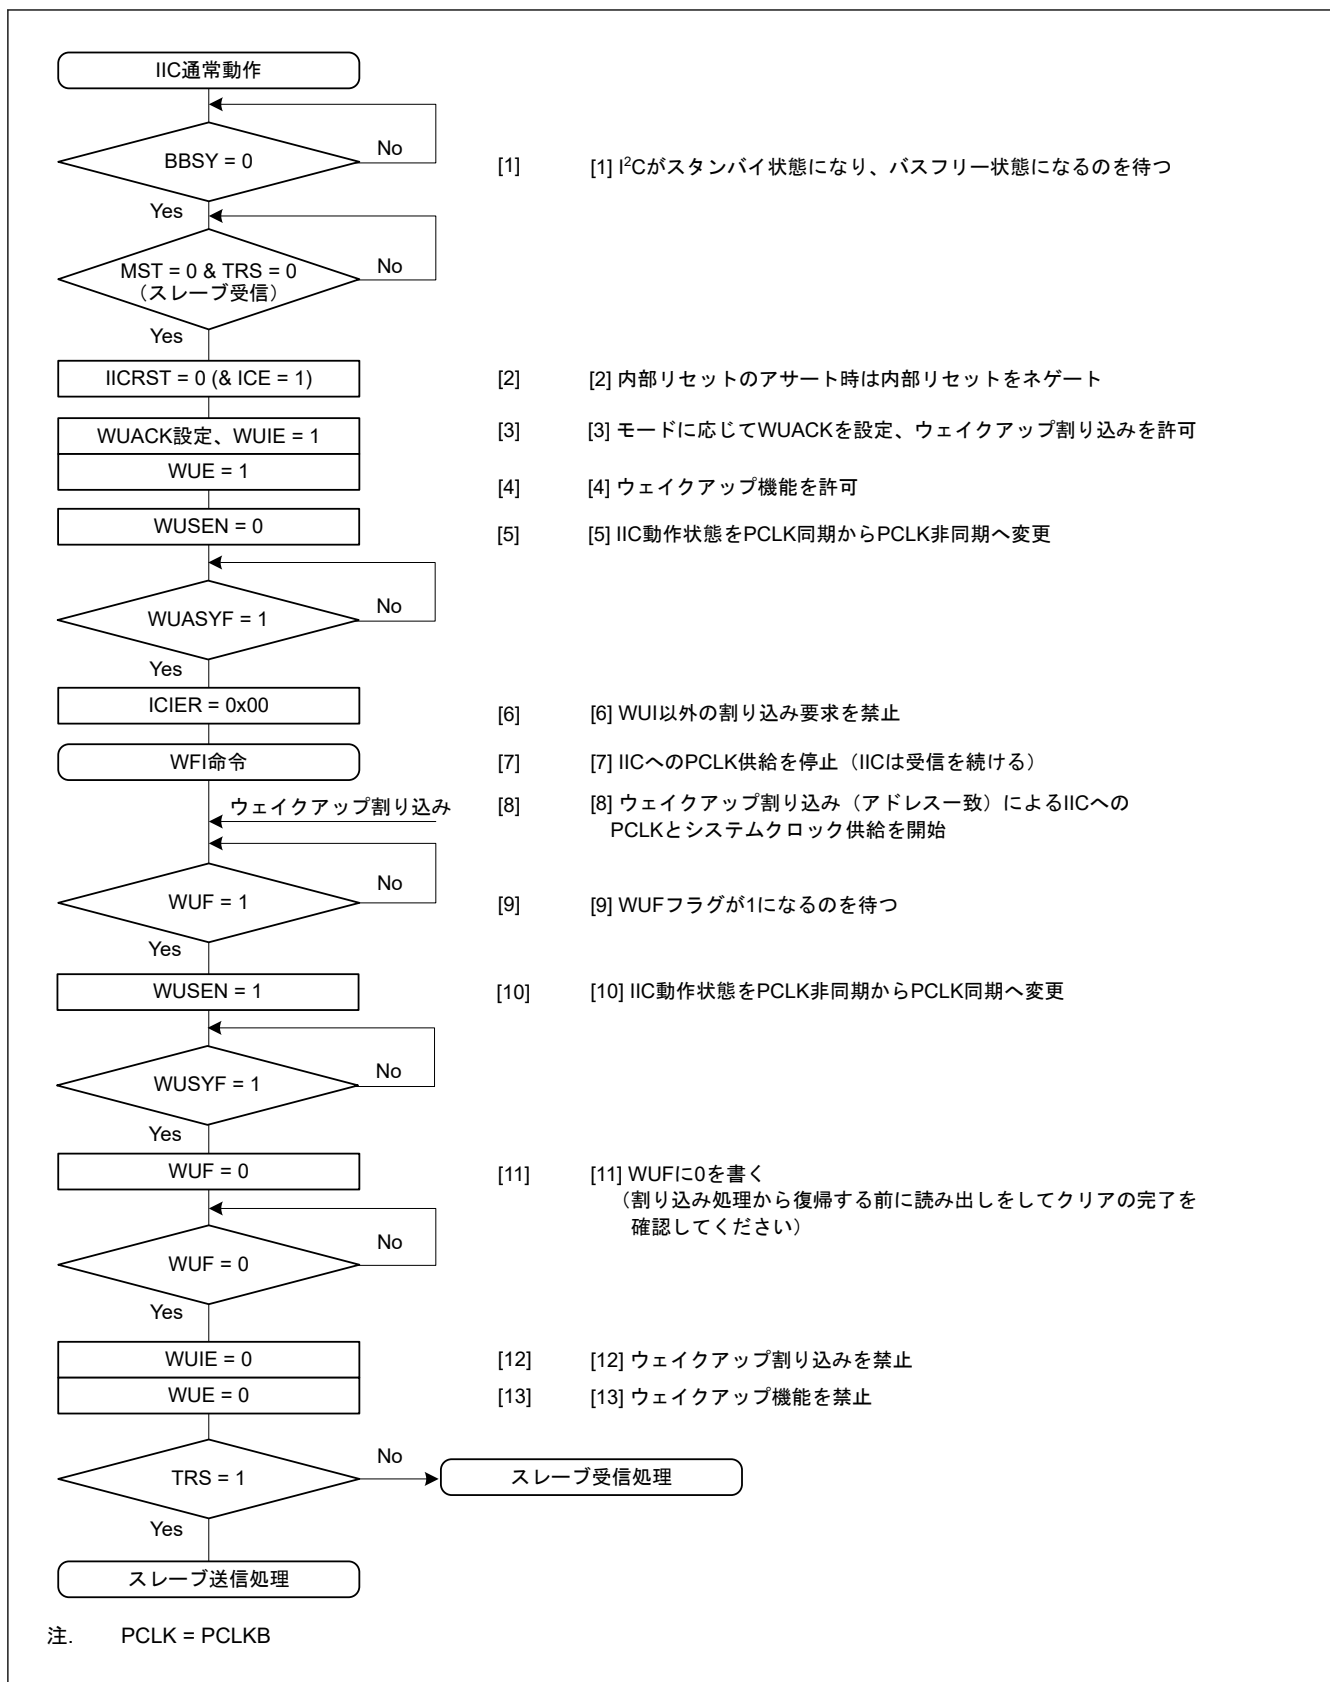 IIC通常動作
BBSY = 0
No
[1] [1] I²Cがスタンバイ状態になり、バスフリー状態になるのを待つ
Yes
MST = 0 & TRS = 0
（スレーブ受信）
No
Yes
IICRST = 0 (& ICE = 1)
[2] [2] 内部リセットのアサート時は内部リセットをネゲート
WUACK設定、WUIE = 1
[3] [3] モードに応じてWUACKを設定、ウェイクアップ割り込みを許可
WUE = 1
[4] [4] ウェイクアップ機能を許可
WUSEN = 0
[5] [5] IIC動作状態をPCLK同期からPCLK非同期へ変更
WUASYF = 1
No
Yes
ICIER = 0x00
[6] [6] WUI以外の割り込み要求を禁止
WFI命令
[7] [7] IICへのPCLK供給を停止（IICは受信を続ける）
ウェイクアップ割り込み
[8] [8] ウェイクアップ割り込み（アドレス一致）によるIICへの
PCLKとシステムクロック供給を開始
WUF = 1
No
[9] [9] WUFフラグが1になるのを待つ
Yes
WUSEN = 1
[10] [10] IIC動作状態をPCLK非同期からPCLK同期へ変更
WUSYF = 1
No
Yes
WUF = 0
[11] [11] WUFに0を書く
（割り込み処理から復帰する前に読み出しをしてクリアの完了を
確認してください）
WUF = 0
No
Yes
WUIE = 0
[12] [12] ウェイクアップ割り込みを禁止
WUE = 0
[13] [13] ウェイクアップ機能を禁止
TRS = 1
No
スレーブ受信処理
Yes
スレーブ送信処理
注. PCLK = PCLKB